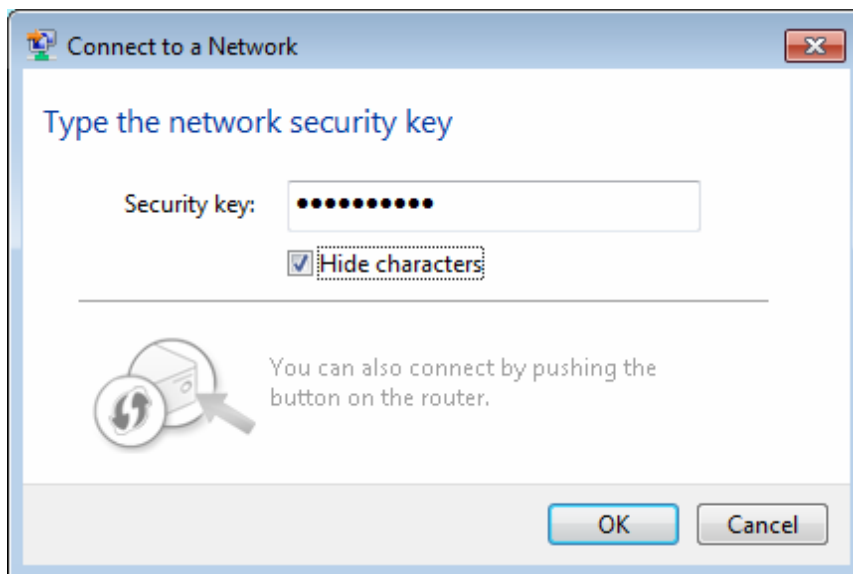 Connect to a Network
Type the network security key
Security key: ••••••••••
Hide characters
You can also connect by pushing the
button on the router.
OK Cancel